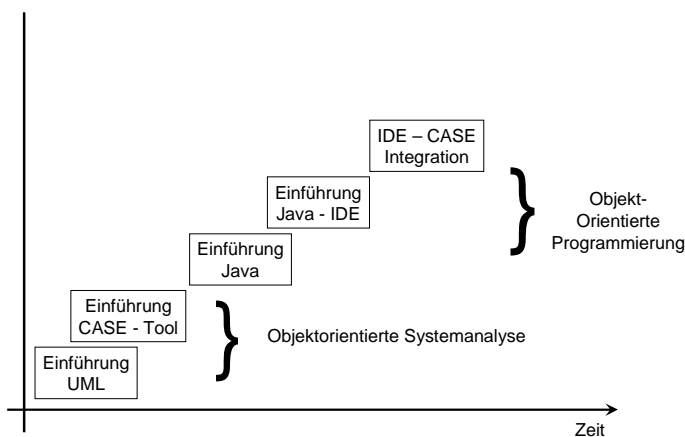 IDE – CASE
Integration
Einführung
Java - IDE
Objekt-
Orientierte
Programmierung
Einführung
Java
Einführung
CASE - Tool
Objektorientierte Systemanalyse
Einführung
UML
Zeit